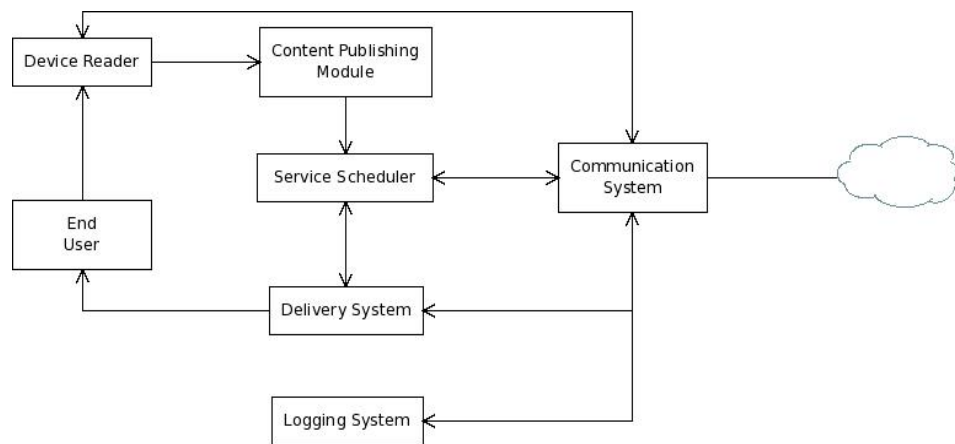 Device Reader
Content Publishing
Module
Service Scheduler
Communication
System
End
User
Delivery System
Logging System